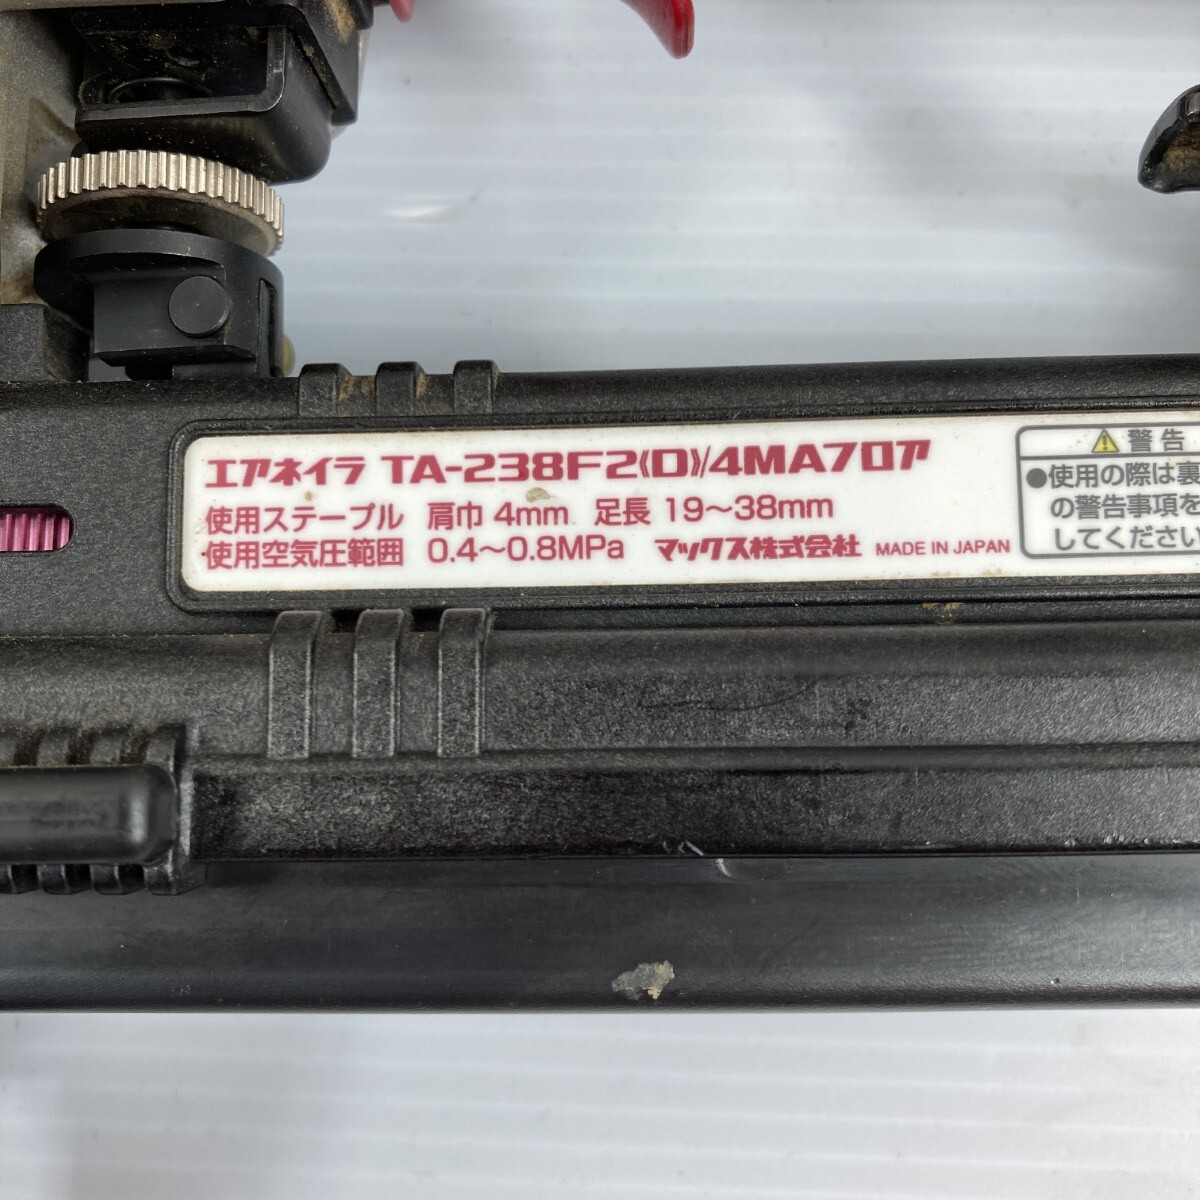 エアネイラ TA-238F2《D》/4MAフロア
使用ステープル 肩巾 4mm 足長 19〜38mm
使用空気圧範囲 0.4〜0.8MPa マックス株式会社 MADE IN JAPAN
警告
●使用の際は裏
の警告事項を
してください